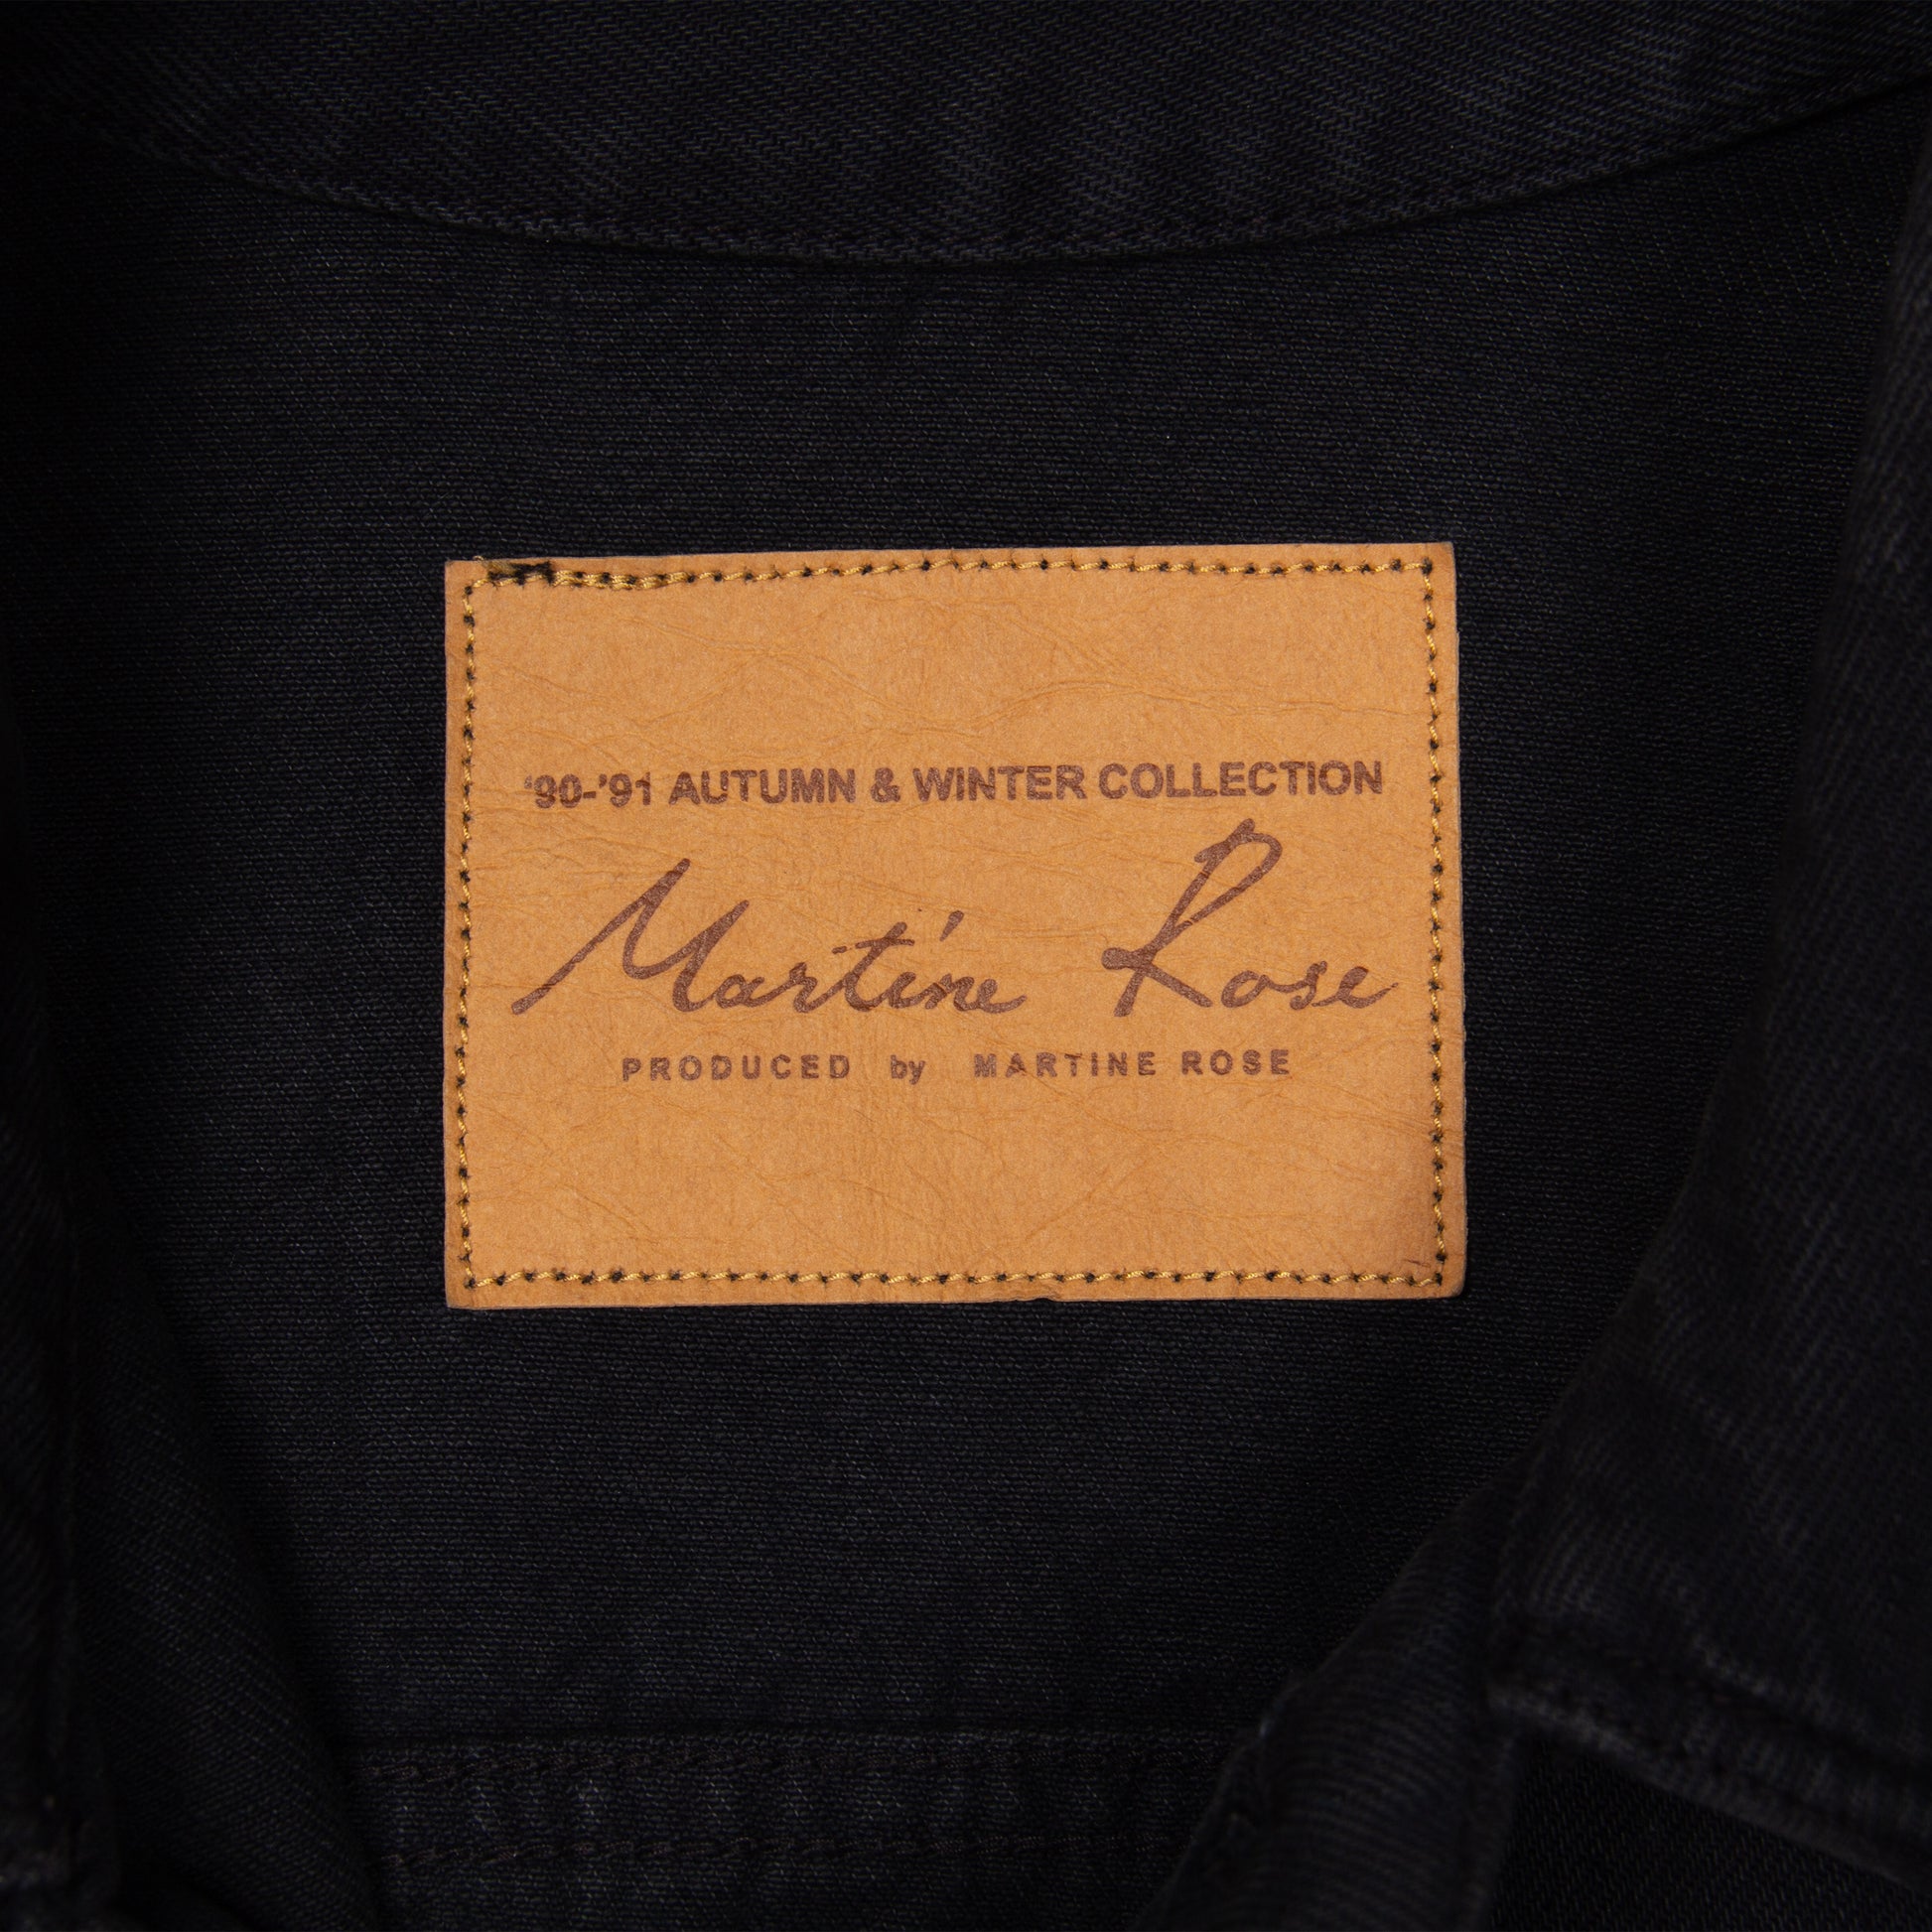 ‘90-’91 AUTUMN & WINTER COLLECTION
Martine Rose
PRODUCED by MARTINE ROSE